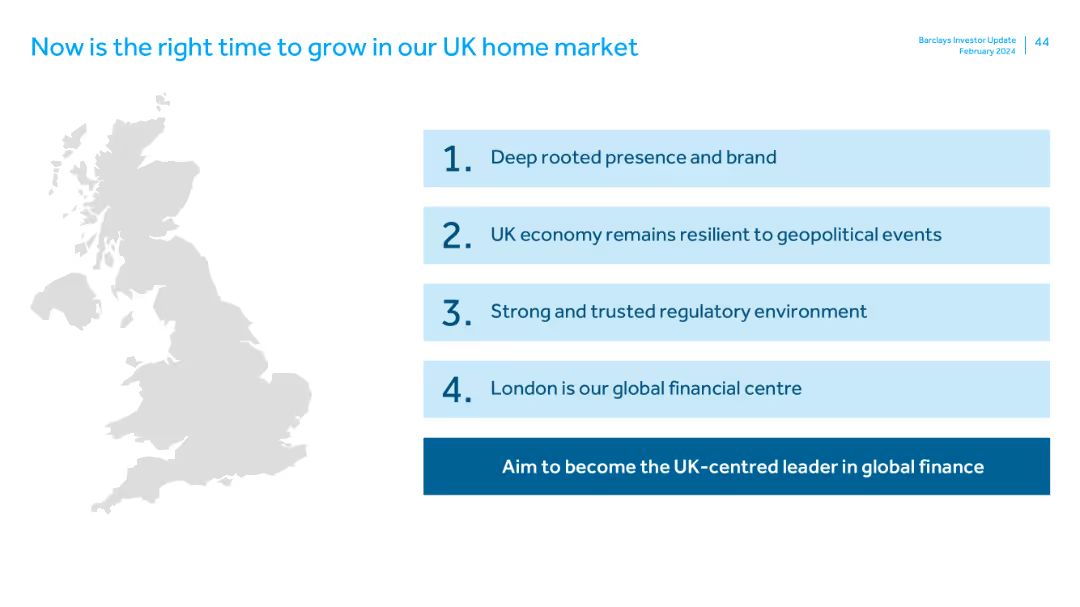 Now is the right time to grow in our UK home market
Barclays Investor Update
February 2024
44
1. Deep rooted presence and brand
2. UK economy remains resilient to geopolitical events
3. Strong and trusted regulatory environment
4. London is our global financial centre
Aim to become the UK-centred leader in global finance